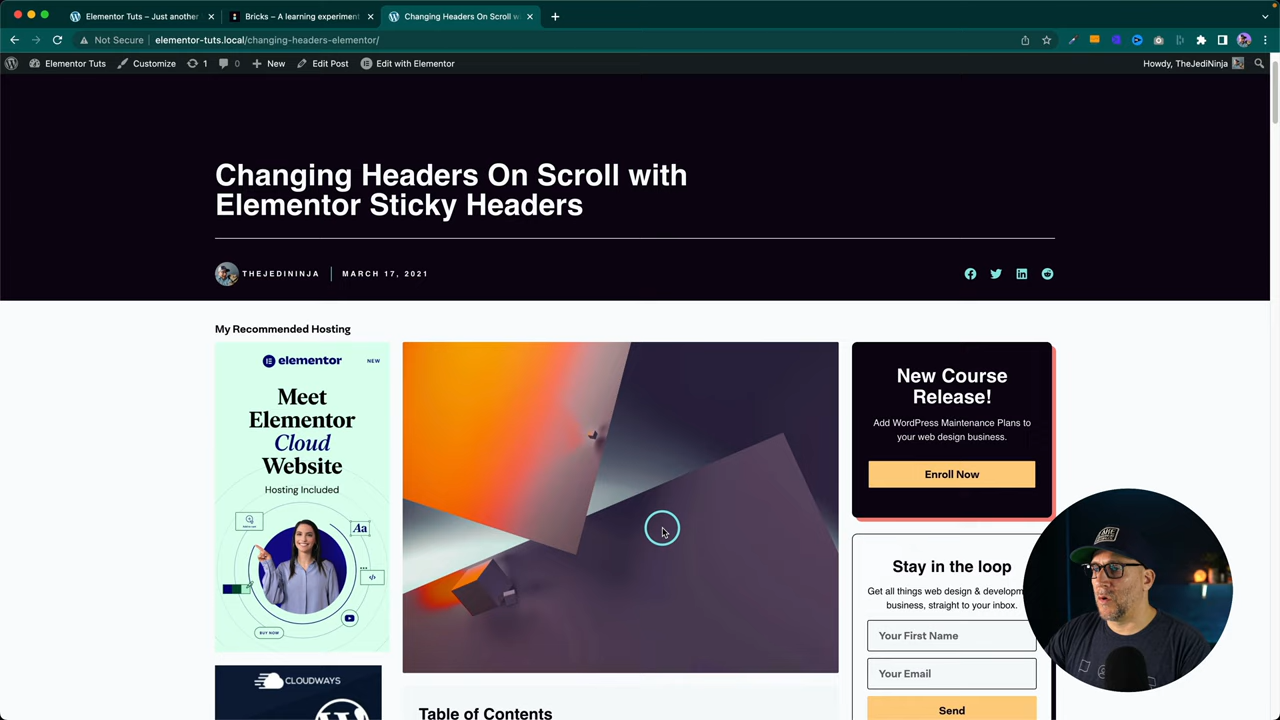 Elementor Tuts – Just another
Bricks – A learning experiment
Changing Headers On Scroll w
Not Secure
elementor-tuts.local/changing-headers-elementor/
Elementor Tuts
Customize
1
0
New
Edit Post
Edit with Elementor
Howdy, TheJediNinja
Changing Headers On Scroll with
Elementor Sticky Headers
THEJEDININJA
MARCH 17, 2021
My Recommended Hosting
elementor
NEW
Meet
Elementor
Cloud
Website
Hosting Included
Aa
</>
BUY NOW
CLOUDWAYS
Table of Contents
New Course
Release!
Add WordPress Maintenance Plans to
your web design business.
Enroll Now
Stay in the loop
Get all things web design & developm
business, straight to your inbox.
Your First Name
Your Email
Send